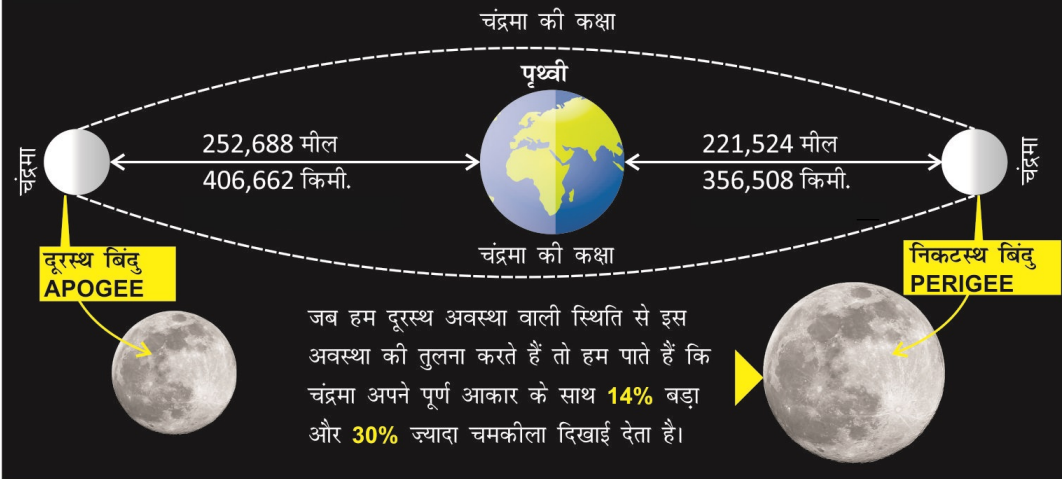 चंद्रमा की कक्षा
पृथ्वी
चंद्रमा
252,688 मील
406,662 किमी.
221,524 मील
356,508 किमी.
चंद्रमा
चंद्रमा की कक्षा
दूरस्थ बिंदु
APOGEE
निकटस्थ बिंदु
PERIGEE
जब हम दूरस्थ अवस्था वाली स्थिति से इस
अवस्था की तुलना करते हैं तो हम पाते हैं कि
चंद्रमा अपने पूर्ण आकार के साथ 14% बड़ा
और 30% ज्यादा चमकीला दिखाई देता है।